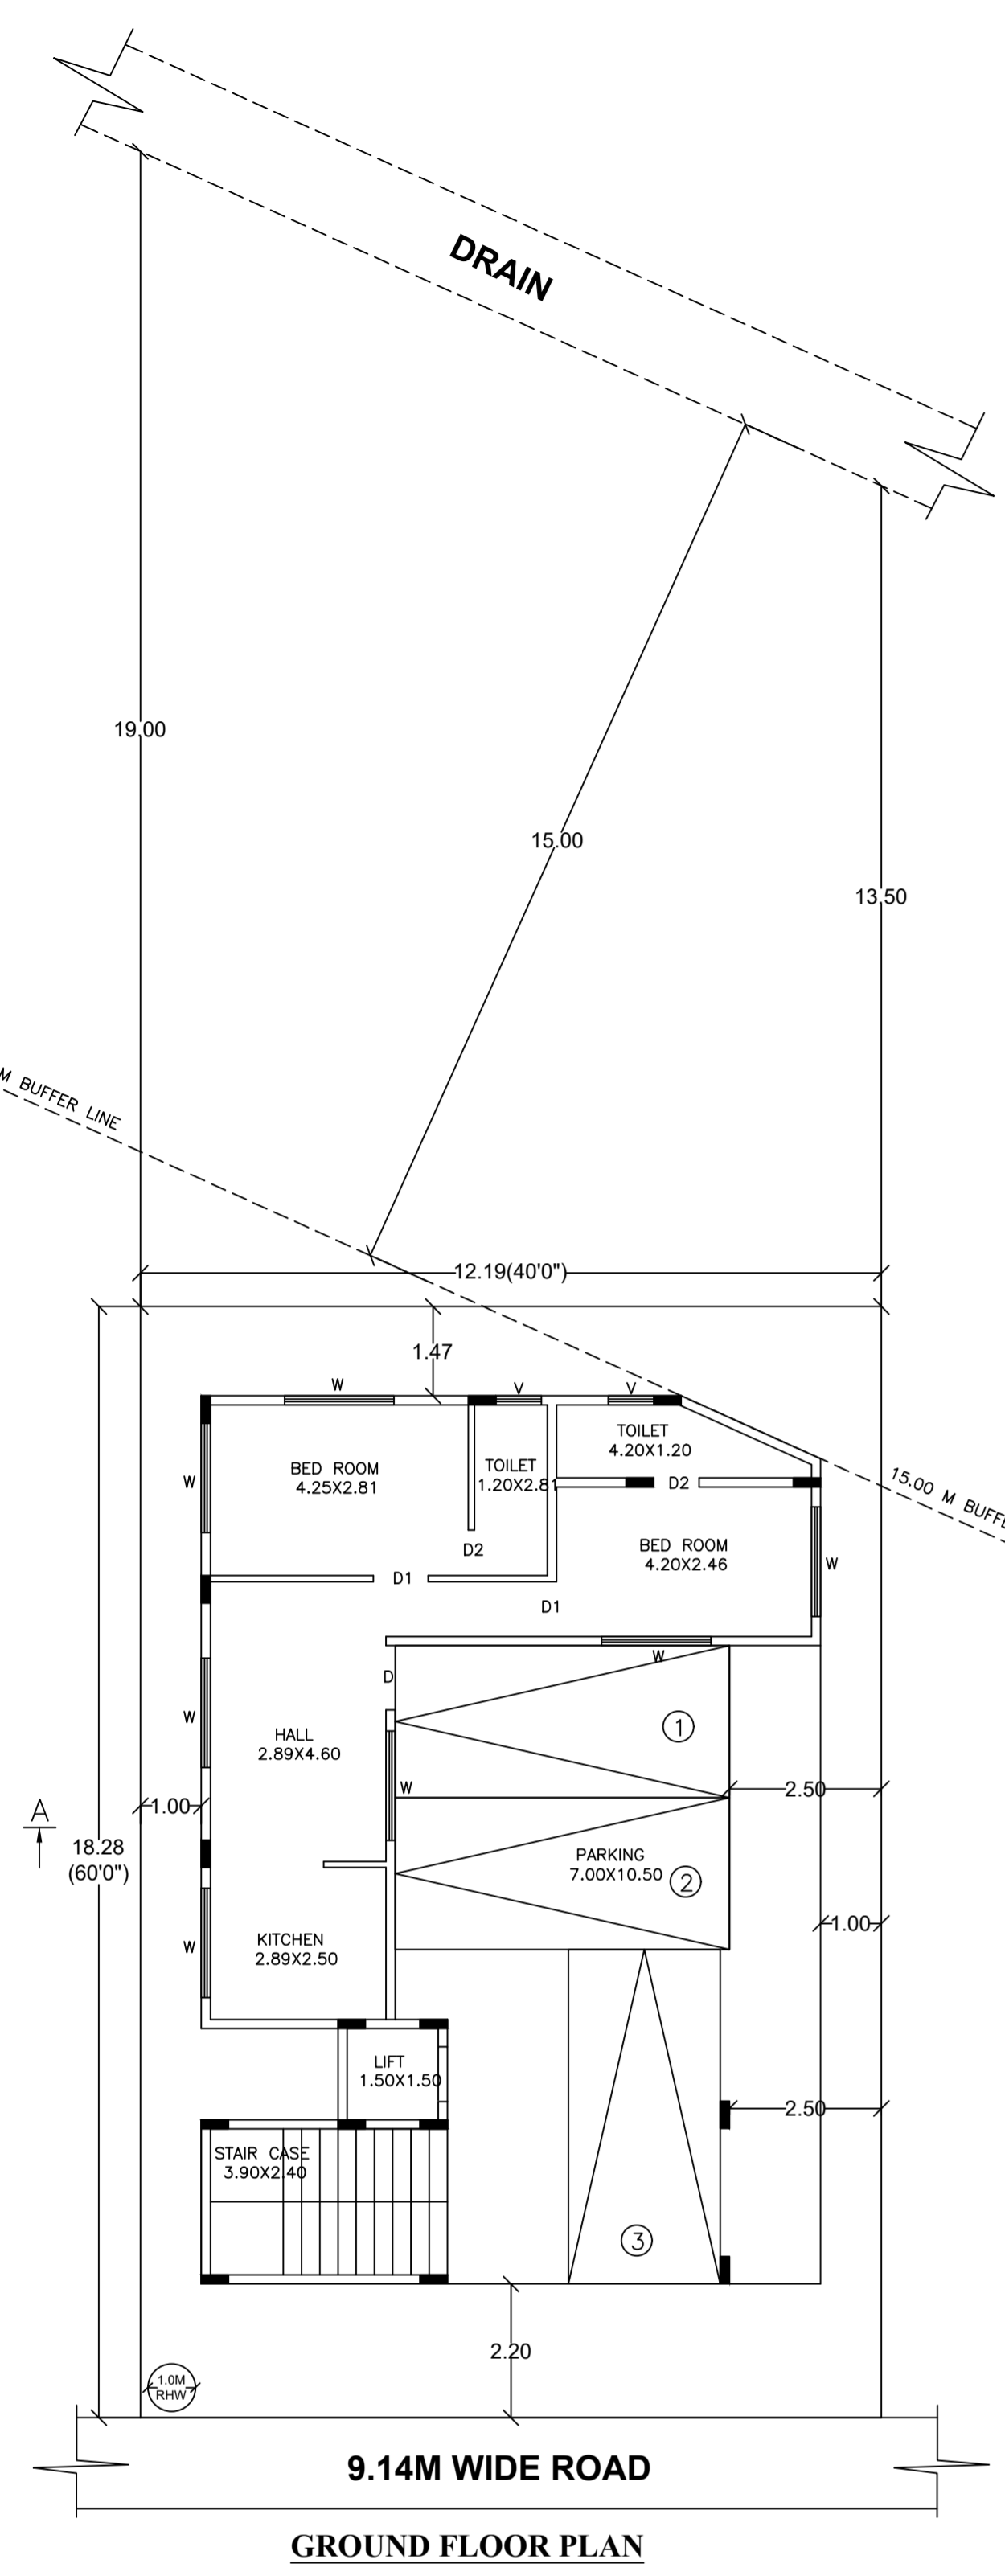 DRAIN
19.00
15.00
13.50
M BUFFER LINE
12.19(40'0")
1.47
W
V
V
TOILET
4.20X1.20
BED ROOM
4.25X2.81
TOILET
1.20X2.81
W
D2
15.00 M BUFFE
BED ROOM
4.20X2.46
D2
W
D1
D1
W
D
HALL
2.89X4.60
W
1
W
2.50
A
1.00
18.28
(60'0")
PARKING
7.00X10.50
2
1.00
KITCHEN
2.89X2.50
W
LIFT
1.50X1.50
2.50
STAIR CASE
3.90X2.40
3
2.20
1.0M
RHW
9.14M WIDE ROAD
GROUND FLOOR PLAN